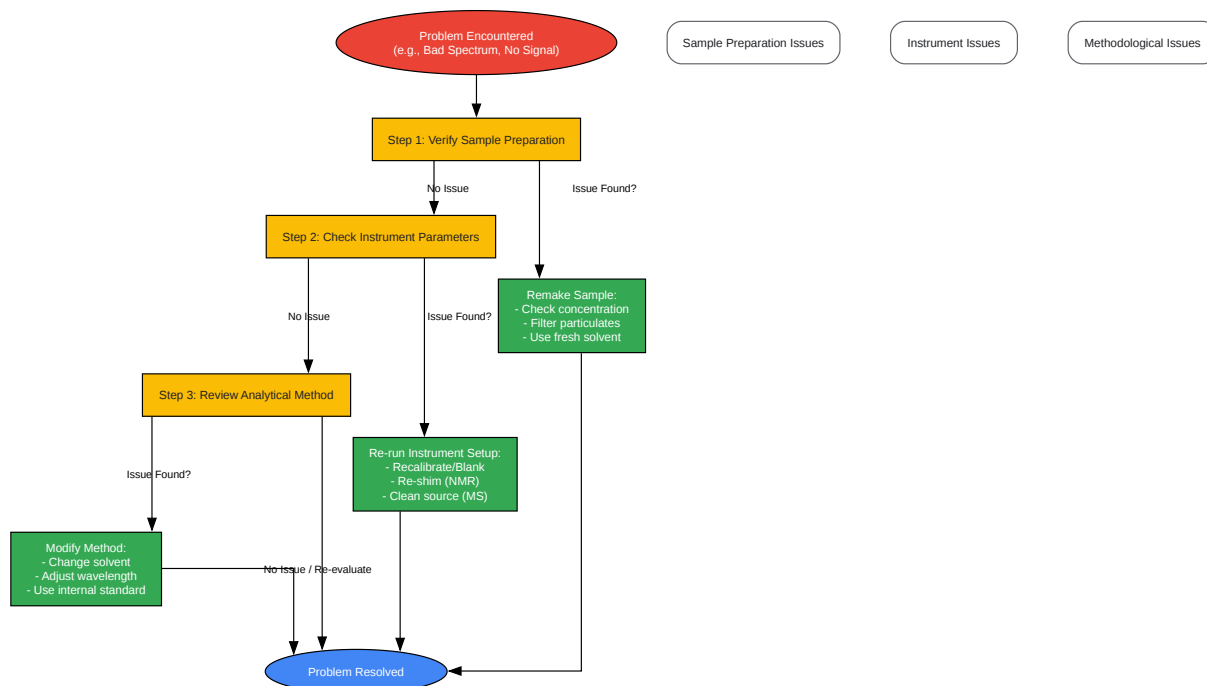 Problem Encountered
(e.g., Bad Spectrum, No Signal)
Sample Preparation Issues
Instrument Issues
Methodological Issues
Step 1: Verify Sample Preparation
No Issue
Issue Found?
Step 2: Check Instrument Parameters
Remake Sample:
- Check concentration
- Filter particulates
- Use fresh solvent
No Issue
Issue Found?
Step 3: Review Analytical Method
Re-run Instrument Setup:
- Recalibrate/Blank
- Re-shim (NMR)
- Clean source (MS)
Issue Found?
Modify Method:
- Change solvent
- Adjust wavelength
- Use internal standard
No Issue / Re-evaluate
Problem Resolved